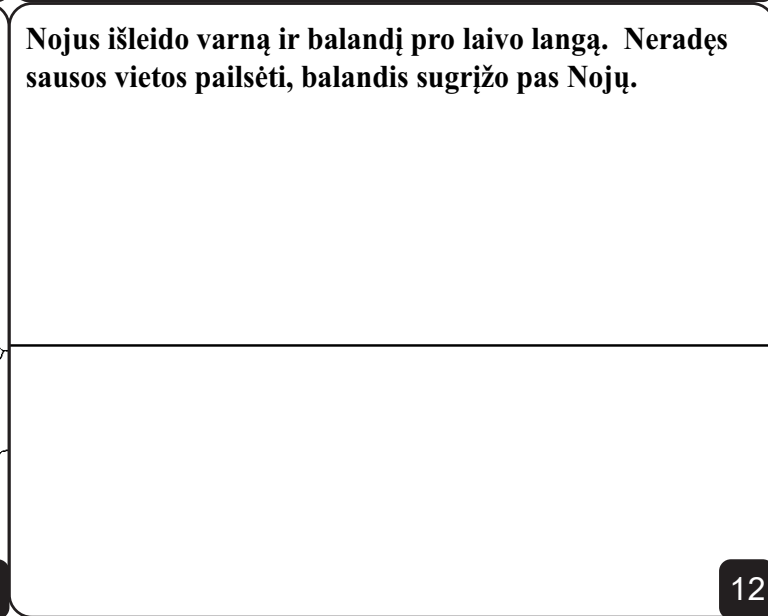 Nojus išleido varną ir balandį pro laivo langą.  Neradęs
sausos vietos pailsėti, balandis sugrįžo pas Nojų.
12